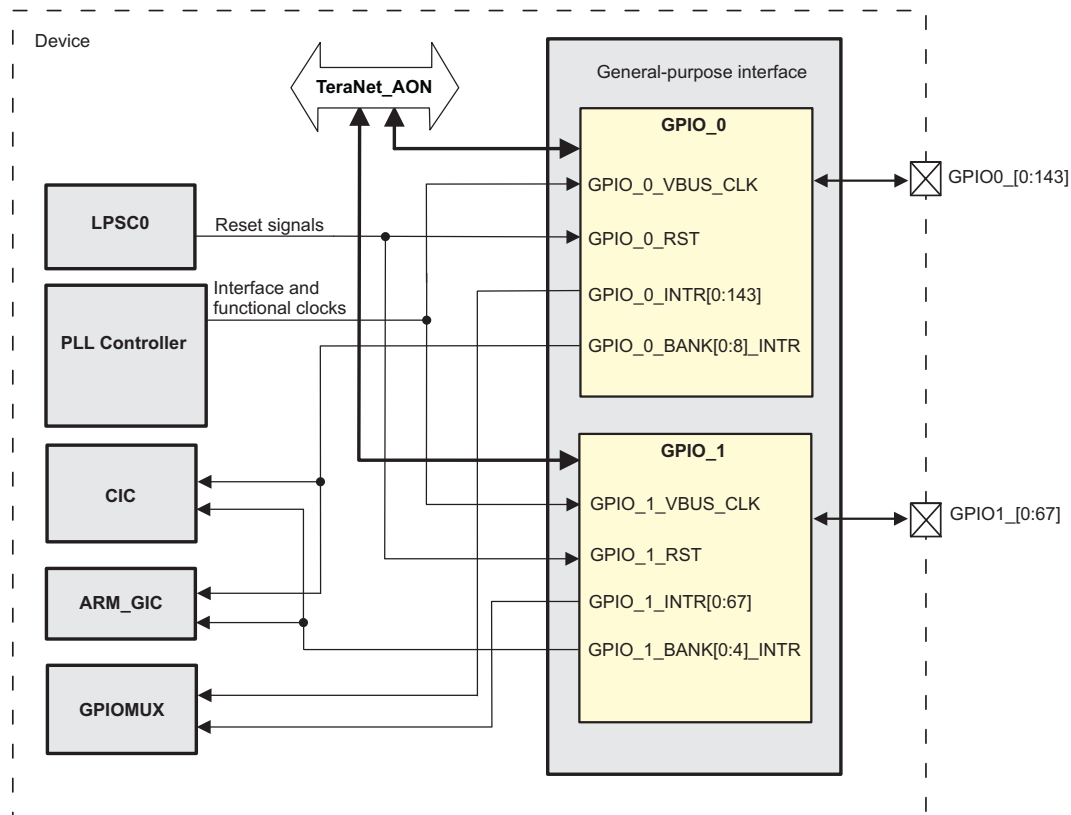 Device
TeraNet_AON
General-purpose interface
GPIO_0
GPIO_0_VBUS_CLK
GPIO_0_RST
GPIO_0_INTR[0:143]
GPIO_0_BANK[0:8]_INTR
GPIO0_[0:143]
LPSC0
Reset signals
Interface and
functional clocks
PLL Controller
CIC
ARM_GIC
GPIOMUX
GPIO_1
GPIO_1_VBUS_CLK
GPIO_1_RST
GPIO_1_INTR[0:67]
GPIO_1_BANK[0:4]_INTR
GPIO1_[0:67]